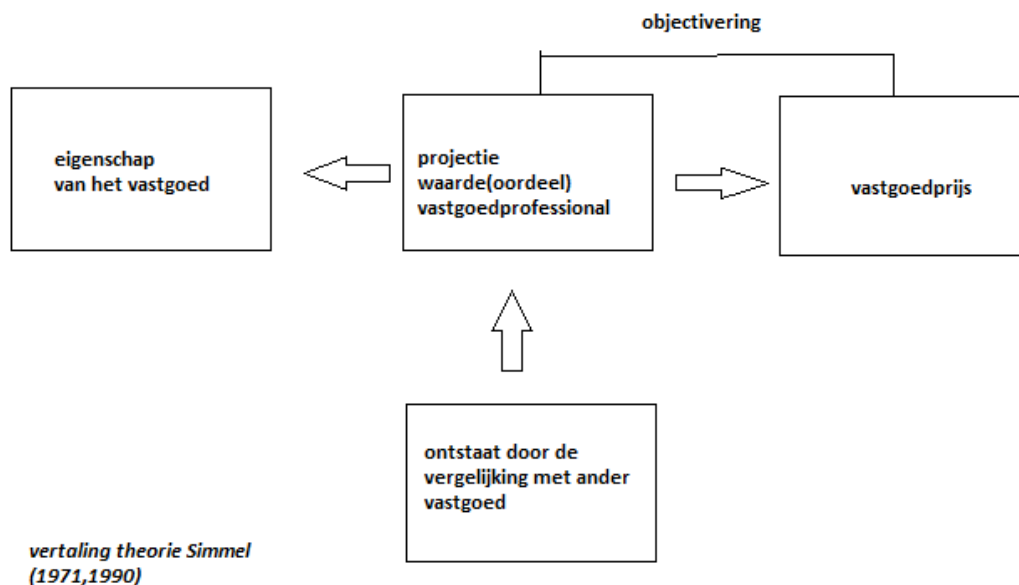 objectivering
eigenschap
van het vastgoed
projectie
waarde(oordeel)
vastgoedprofessional
vastgoedprijs
ontstaat door de
vergelijking met ander
vastgoed
vertaling theorie Simmel
(1971,1990)